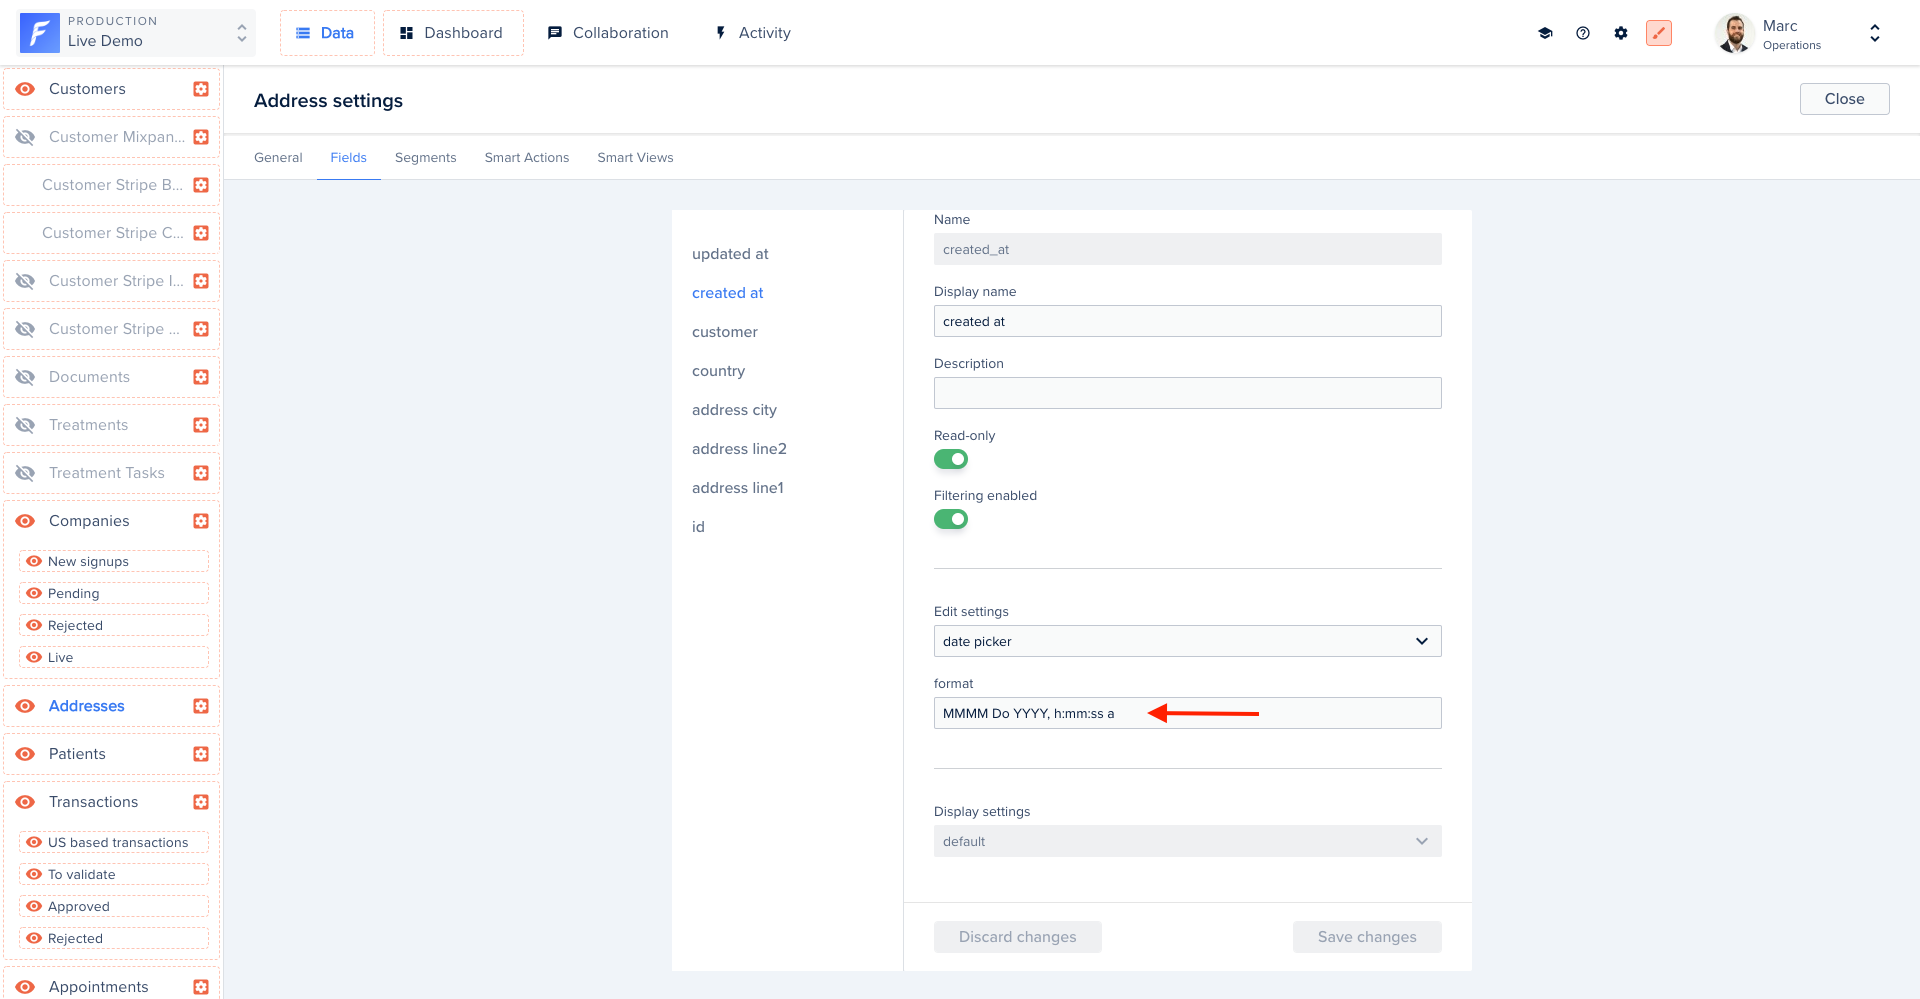 PRODUCTION
Live Demo
Data
Dashboard
Collaboration
Activity
Marc
Operations
Customers
Customer Mixpan...
Customer Stripe B...
Customer Stripe C...
Customer Stripe I...
Customer Stripe ...
Documents
Treatments
Treatment Tasks
Companies
New signups
Pending
Rejected
Live
Addresses
Patients
Transactions
US based transactions
To validate
Approved
Rejected
Appointments
Address settings
Close
General
Fields
Segments
Smart Actions
Smart Views
updated at
created at
customer
country
address city
address line2
address line1
id
Name
created_at
Display name
created at
Description
Read-only
Filtering enabled
Edit settings
date picker
format
MMMM Do YYYY, h:mm:ss a
Display settings
default
Discard changes
Save changes